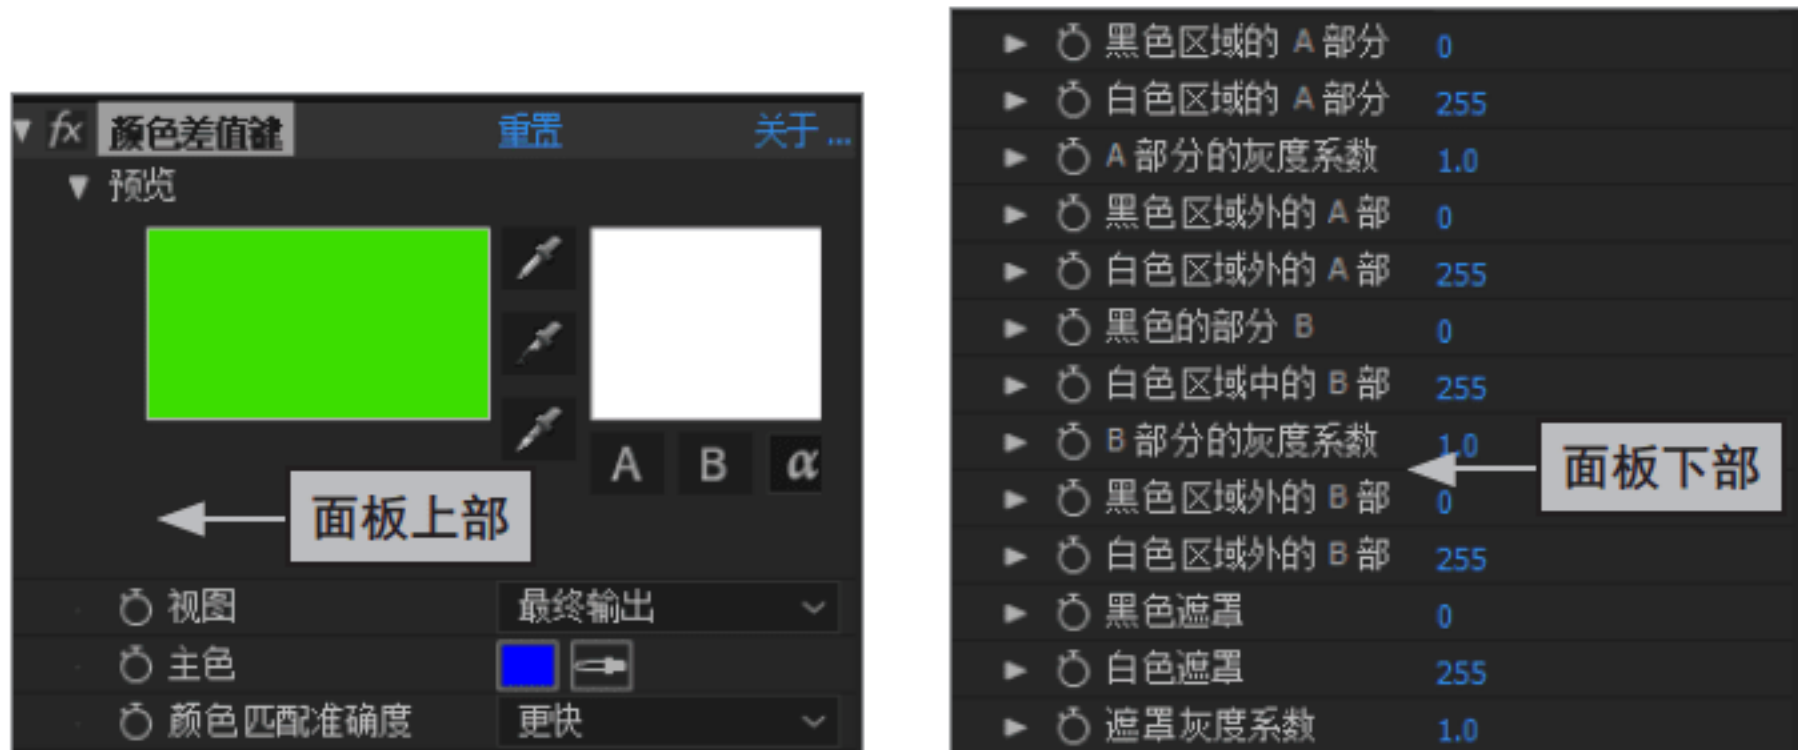 fx 颜色差值键 重置 关于...
预览
A B α
面板上部
视图 最终输出
主色
颜色匹配准确度 更快
黑色区域的 A 部分 0
白色区域的 A 部分 255
A 部分的灰度系数 1.0
黑色区域外的 A 部 0
白色区域外的 A 部 255
黑色的部分 B 0
白色区域中的 B 部 255
B 部分的灰度系数 1.0
面板下部
黑色区域外的 B 部 0
白色区域外的 B 部 255
黑色遮罩 0
白色遮罩 255
遮罩灰度系数 1.0